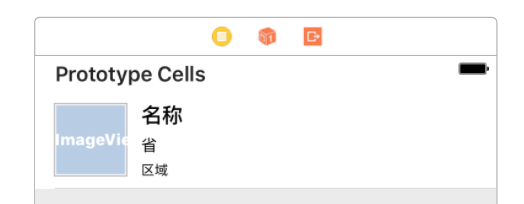 Prototype Cells
ImageVie
名称
省
区域